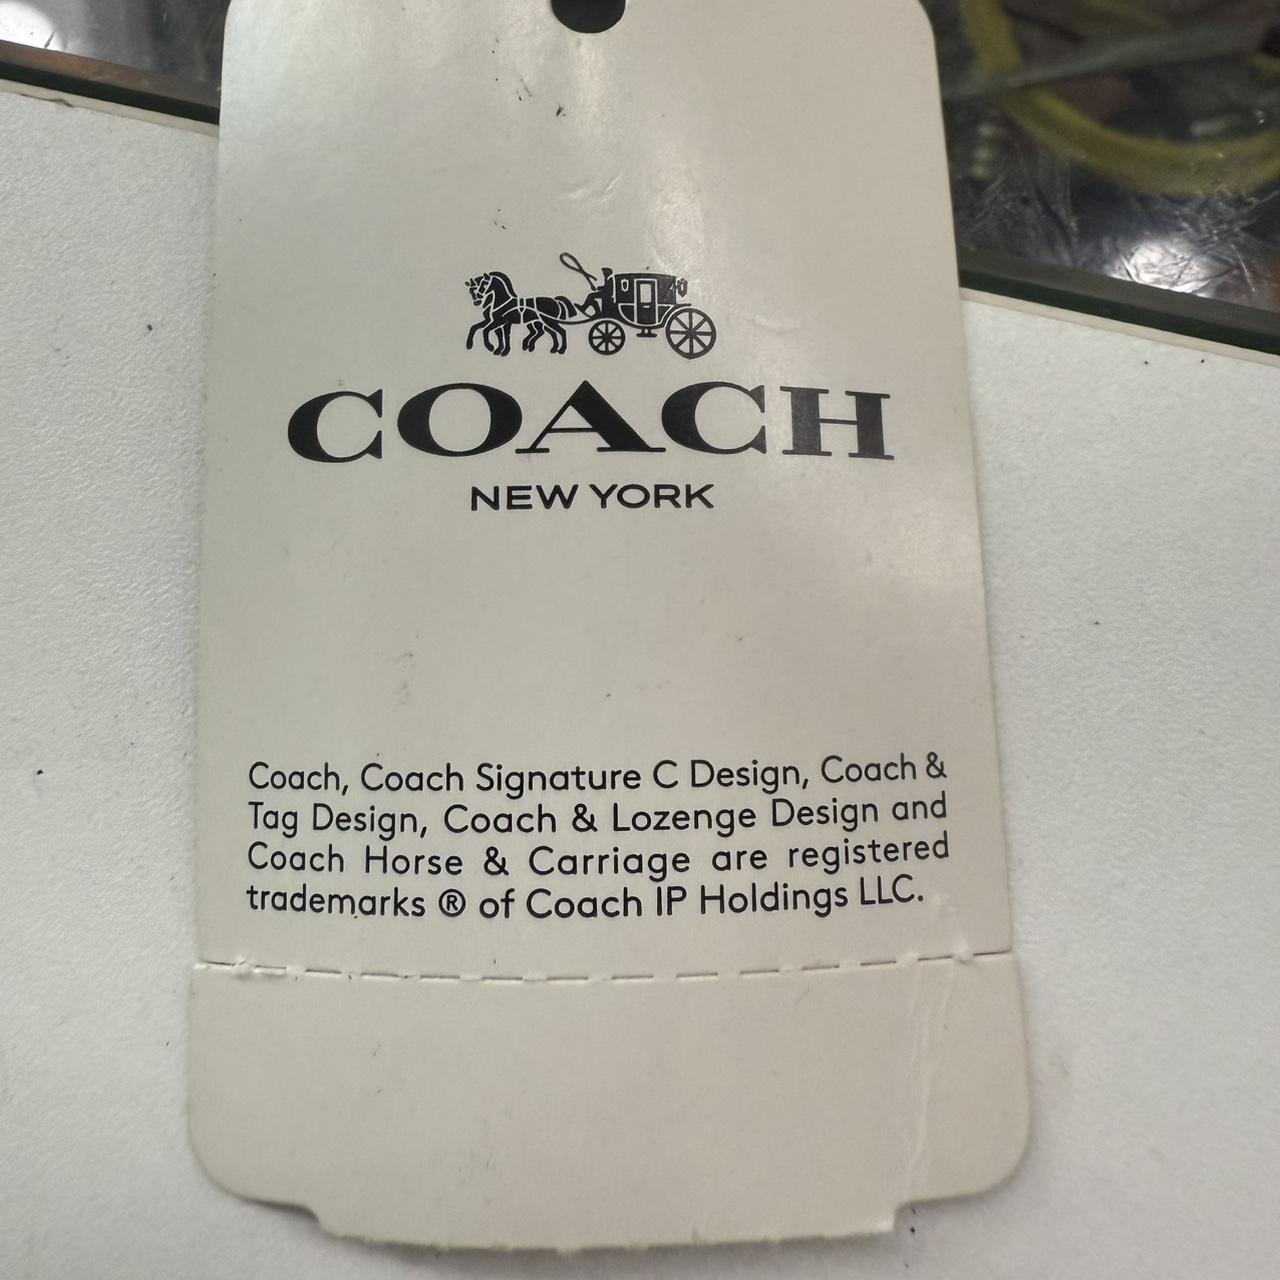 COACH
NEW YORK
Coach, Coach Signature C Design, Coach &
Tag Design, Coach & Lozenge Design and
Coach Horse & Carriage are registered
trademarks ® of Coach IP Holdings LLC.